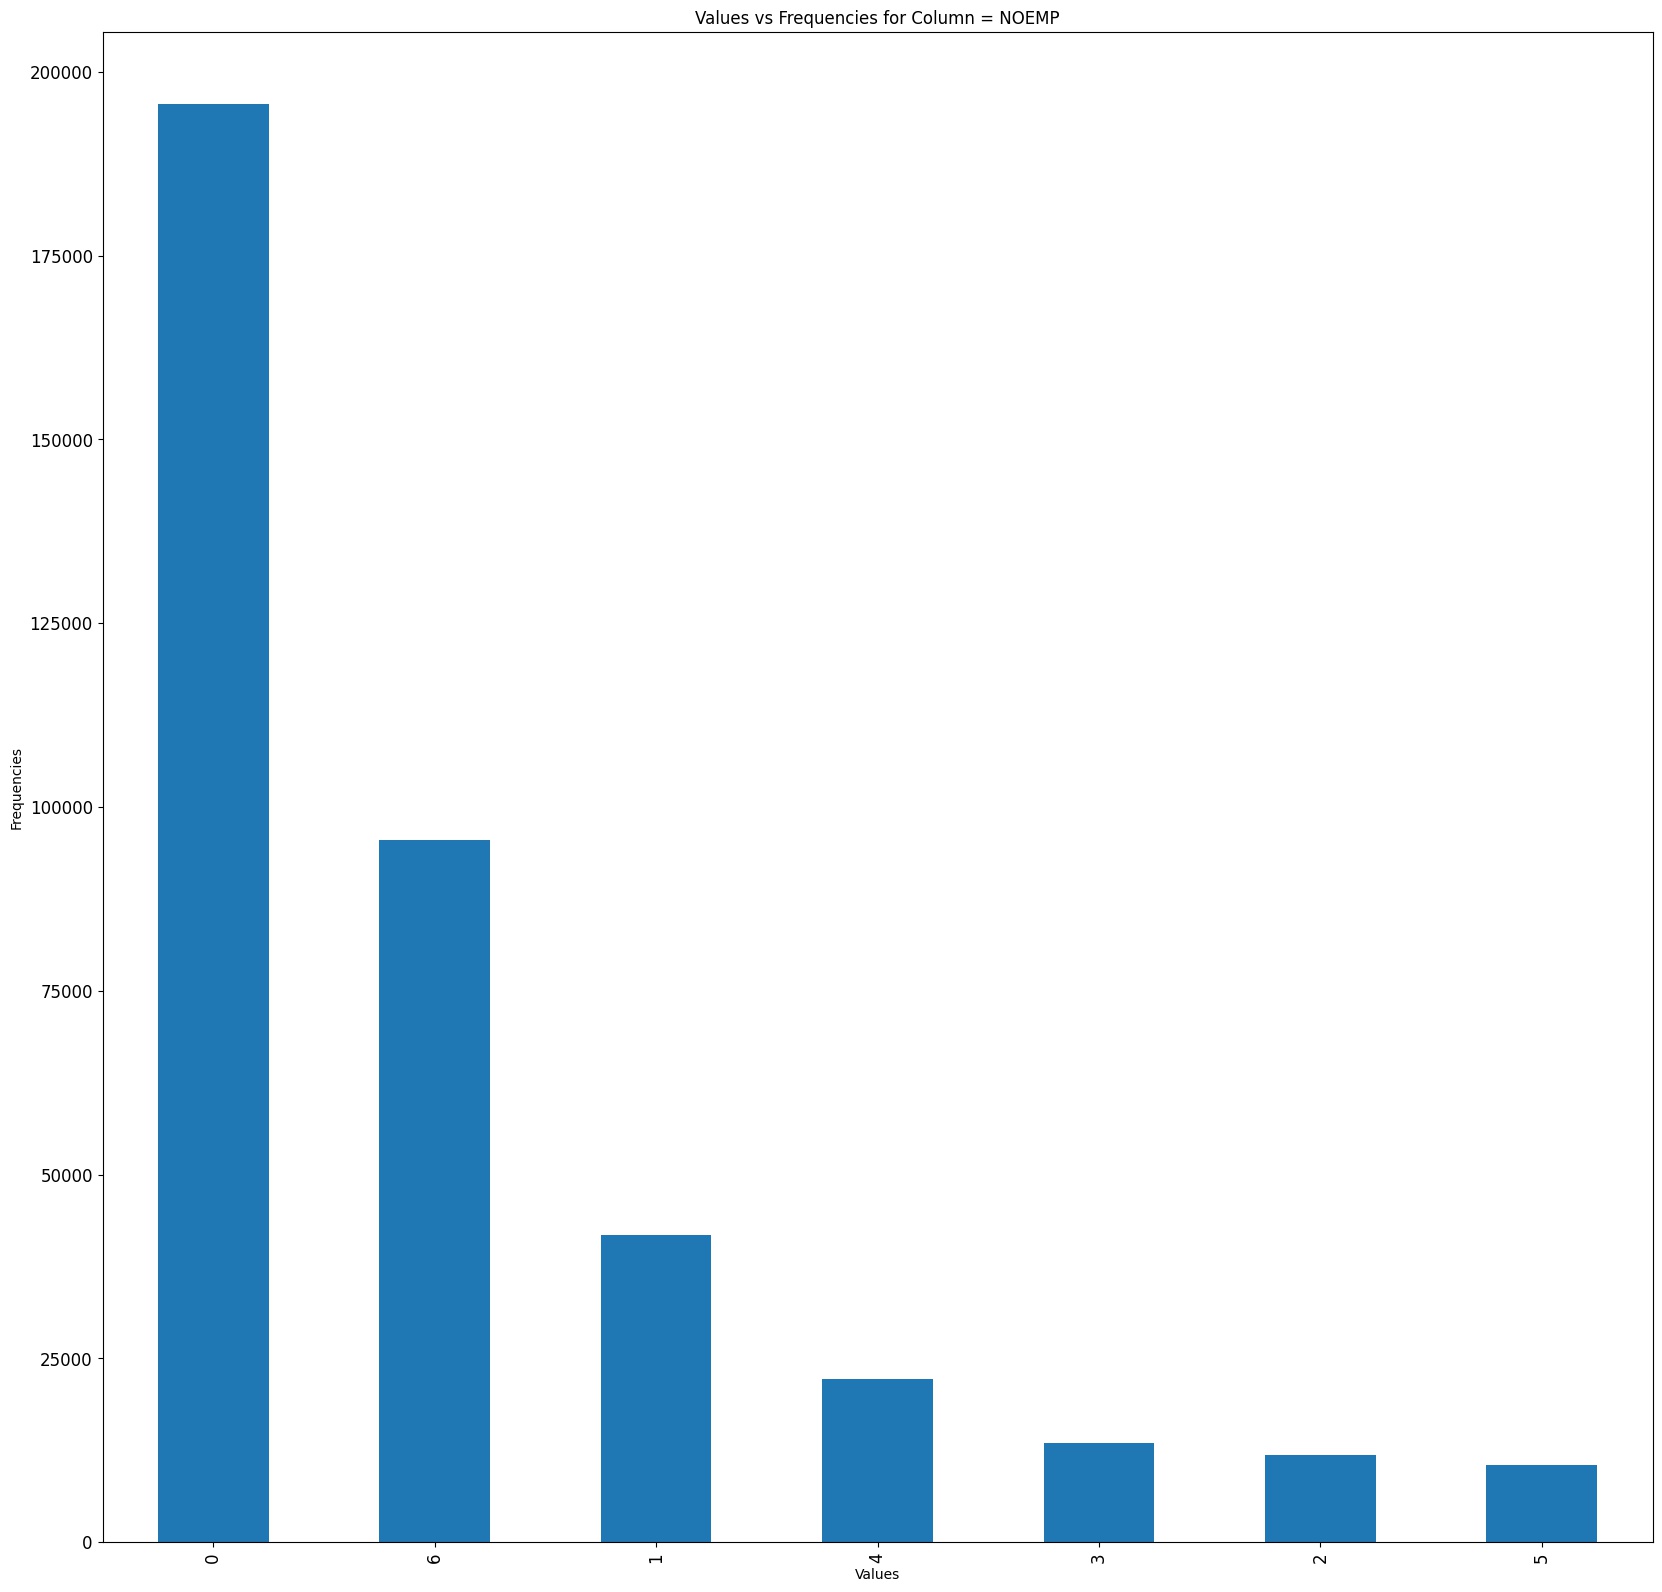 Values vs Frequencies for Column = NOEMP
200000
175000
150000
125000
100000
75000
50000
25000
0
Frequencies
0 6 1 4 3 2 5
Values